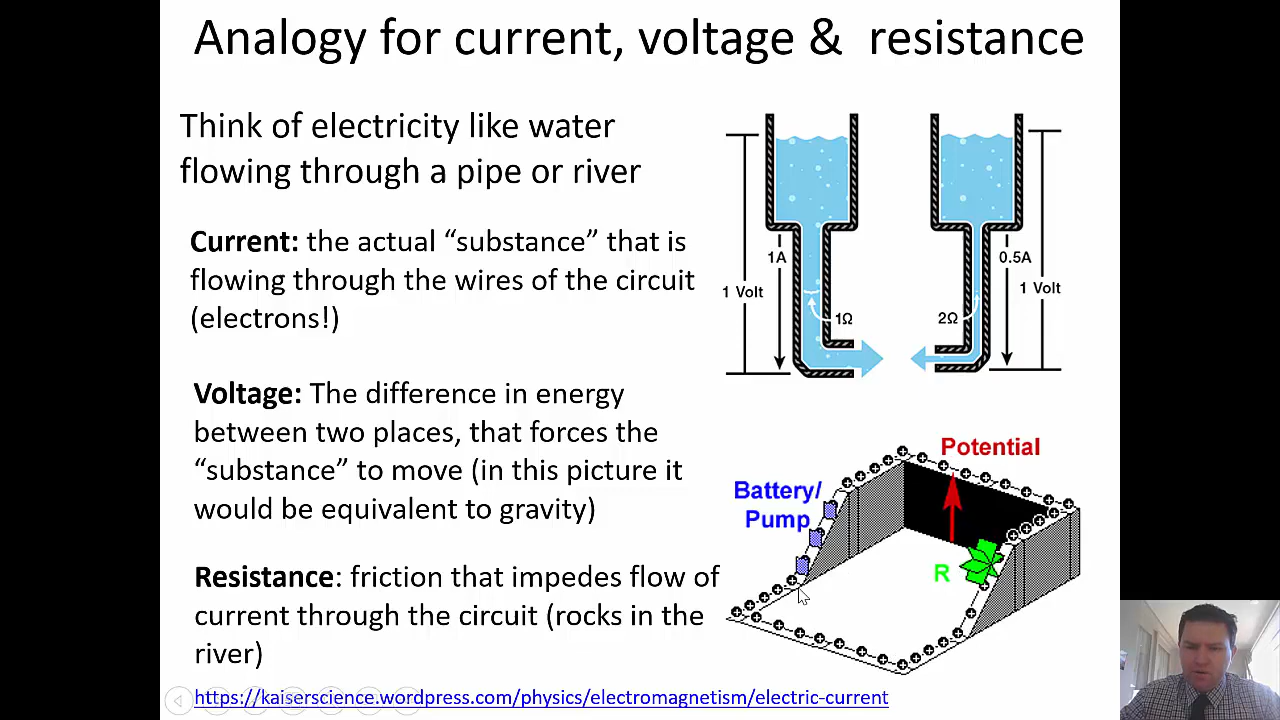 Analogy for current, voltage & resistance
Think of electricity like water
flowing through a pipe or river
Current: the actual “substance” that is
flowing through the wires of the circuit
(electrons!)
Voltage: The difference in energy
between two places, that forces the
“substance” to move (in this picture it
would be equivalent to gravity)
Resistance: friction that impedes flow of
current through the circuit (rocks in the
river)
https://kaiserscience.wordpress.com/physics/electromagnetism/electric-current
1 Volt
1A
1Ω
2Ω
0.5A
1 Volt
Potential
Battery/
Pump
R